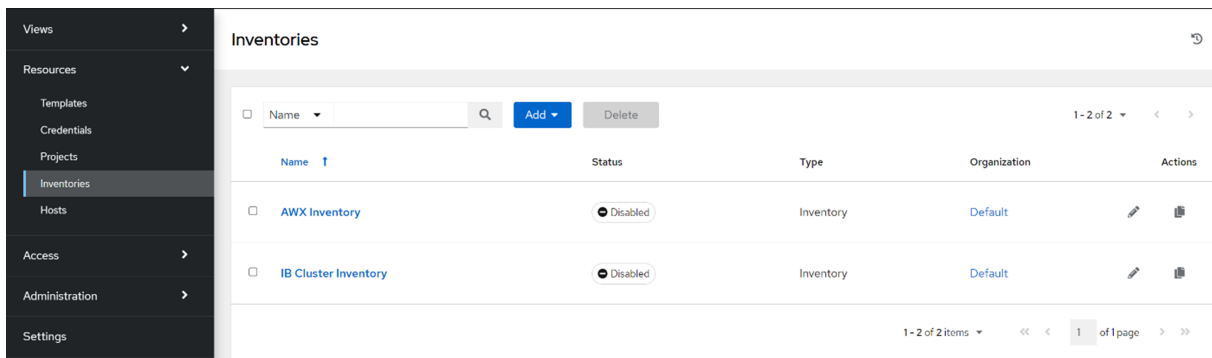 Views
Resources
Templates
Credentials
Projects
Inventories
Hosts
Access
Administration
Settings
Inventories
Name
Add
Delete
1 - 2 of 2
Name Status Type Organization Actions
AWX Inventory Disabled Inventory Default
IB Cluster Inventory Disabled Inventory Default
1 - 2 of 2 items 1 of 1 page